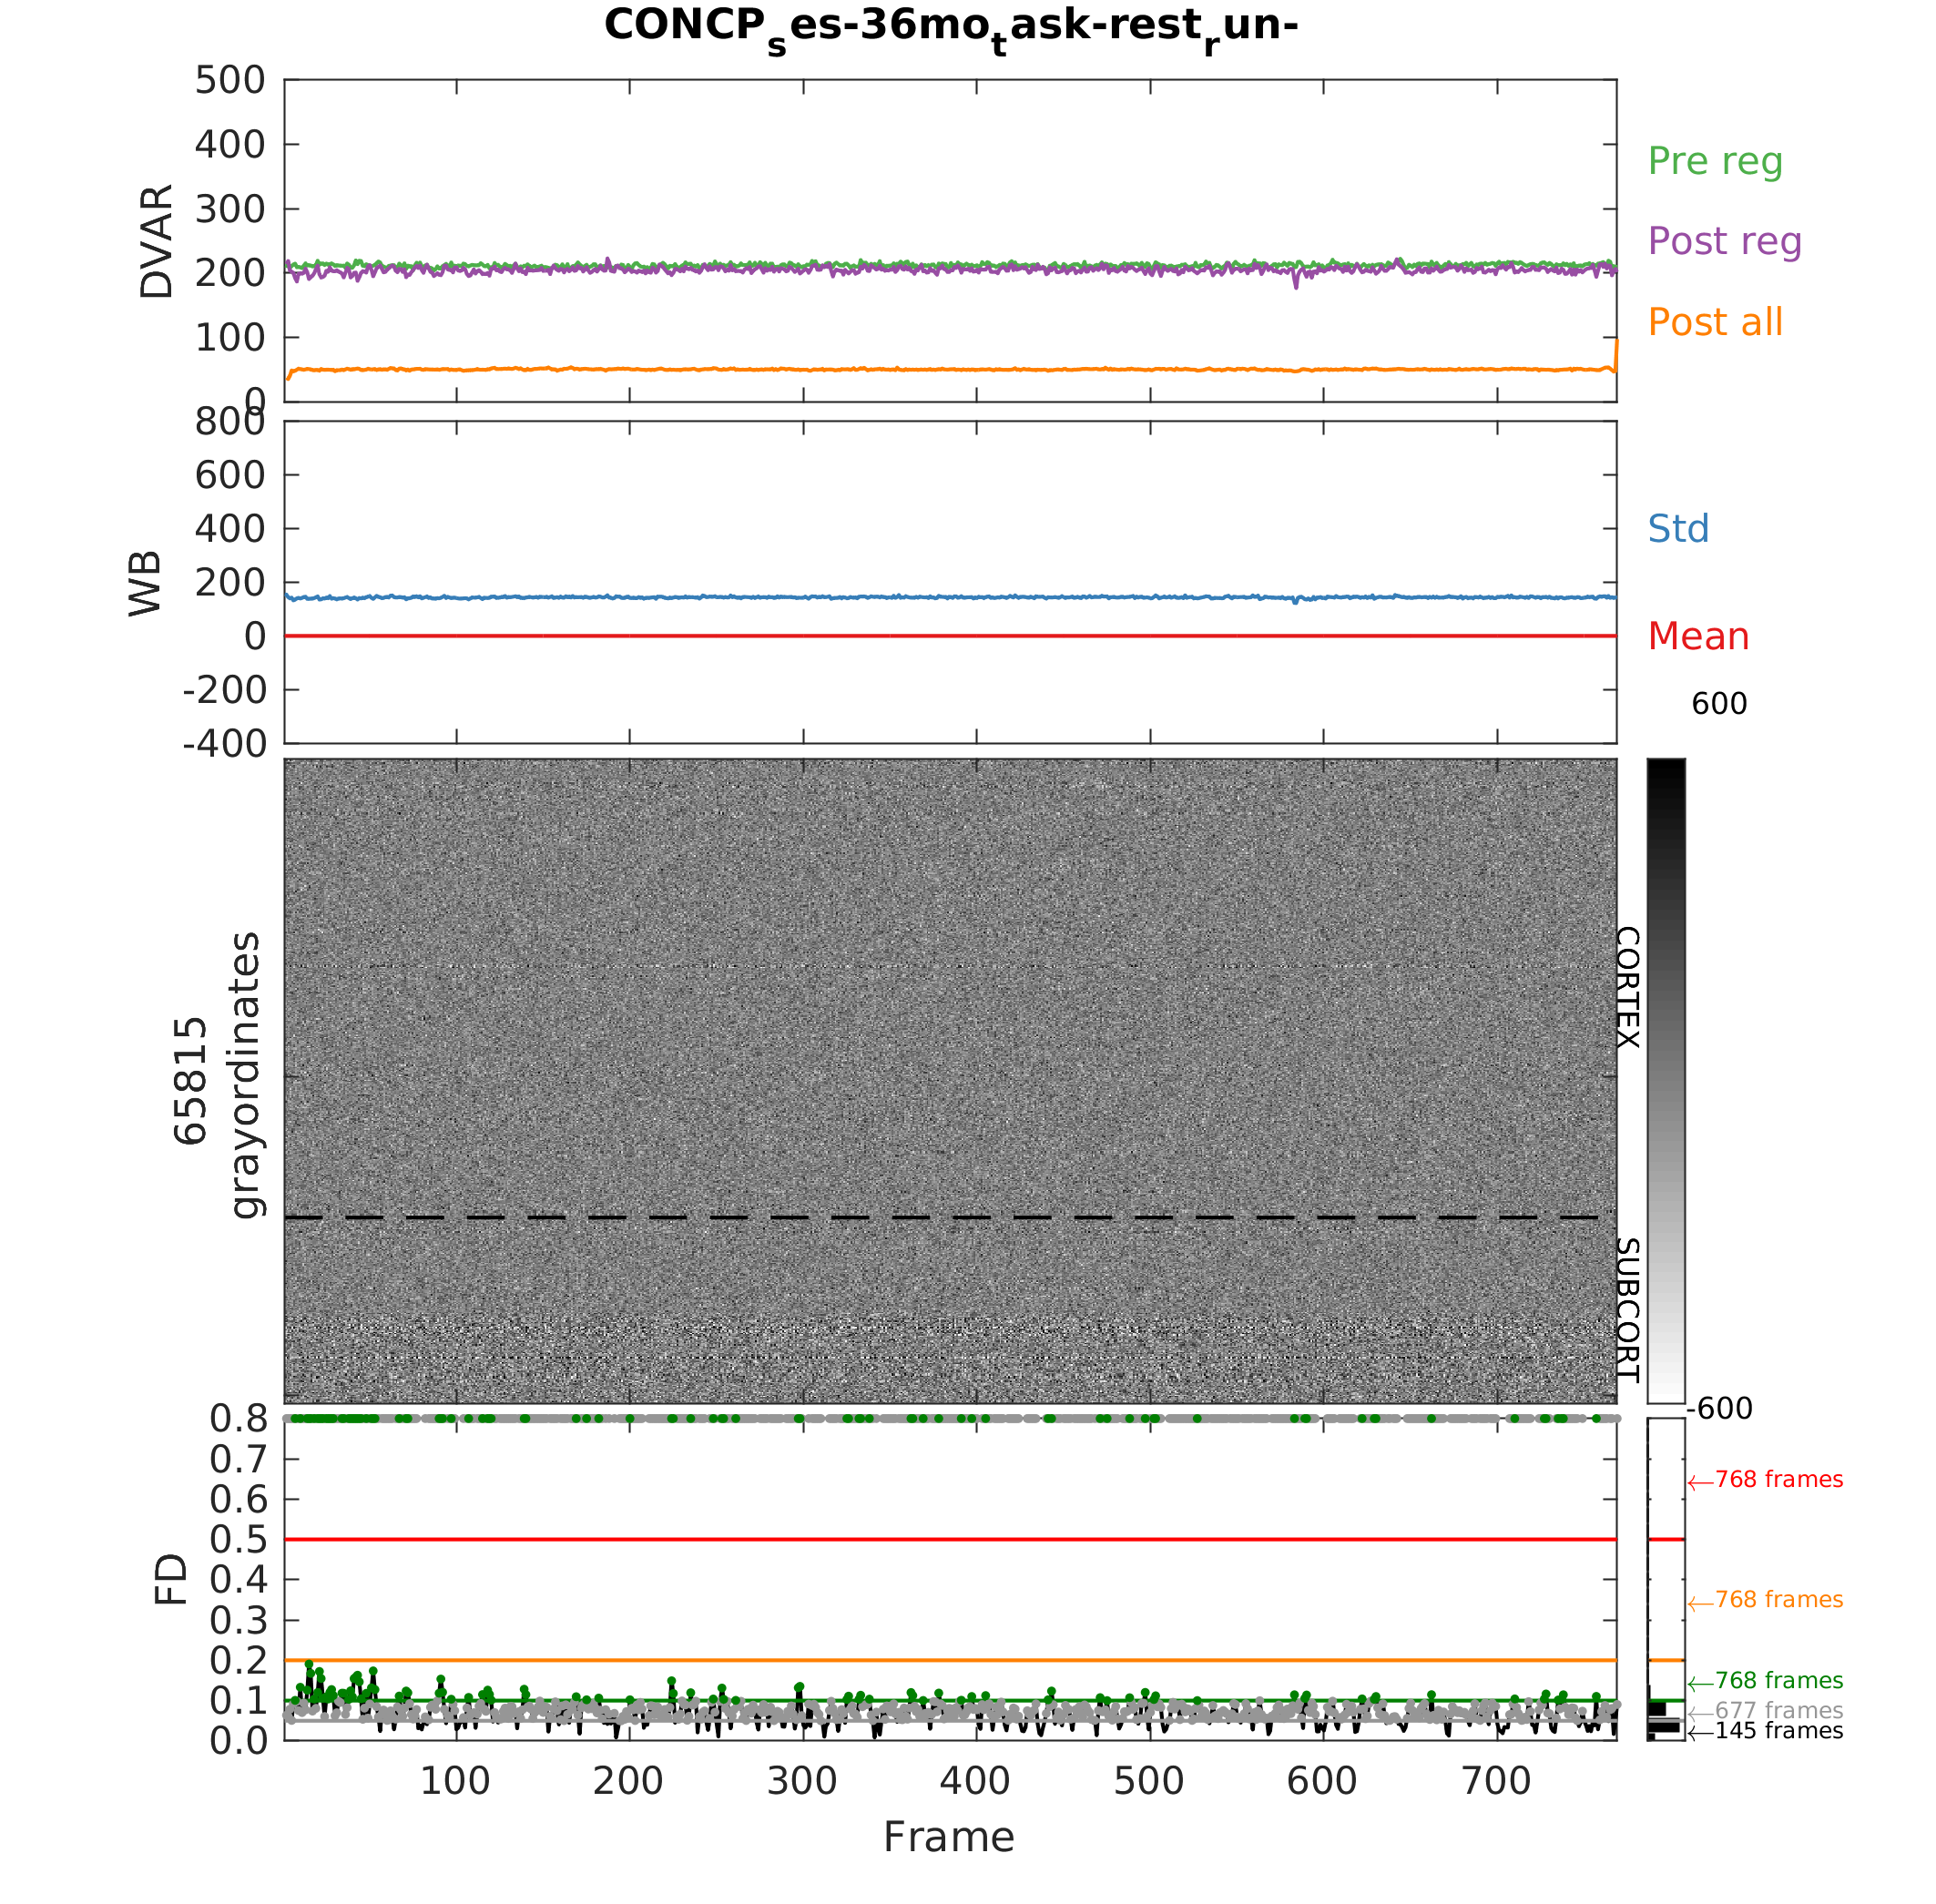 CONCPses-36motask-restrun-
500
400
300
200
100
0
DVAR
Pre reg
Post reg
Post all
800
600
400
200
0
-200
-400
WB
Std
Mean
600
65815
grayordinates
CORTEX
SUBCORT
-600
0.8
0.7
0.6
0.5
0.4
0.3
0.2
0.1
0.0
FD
←768 frames
←768 frames
←768 frames
←677 frames
←145 frames
100 200 300 400 500 600 700
Frame